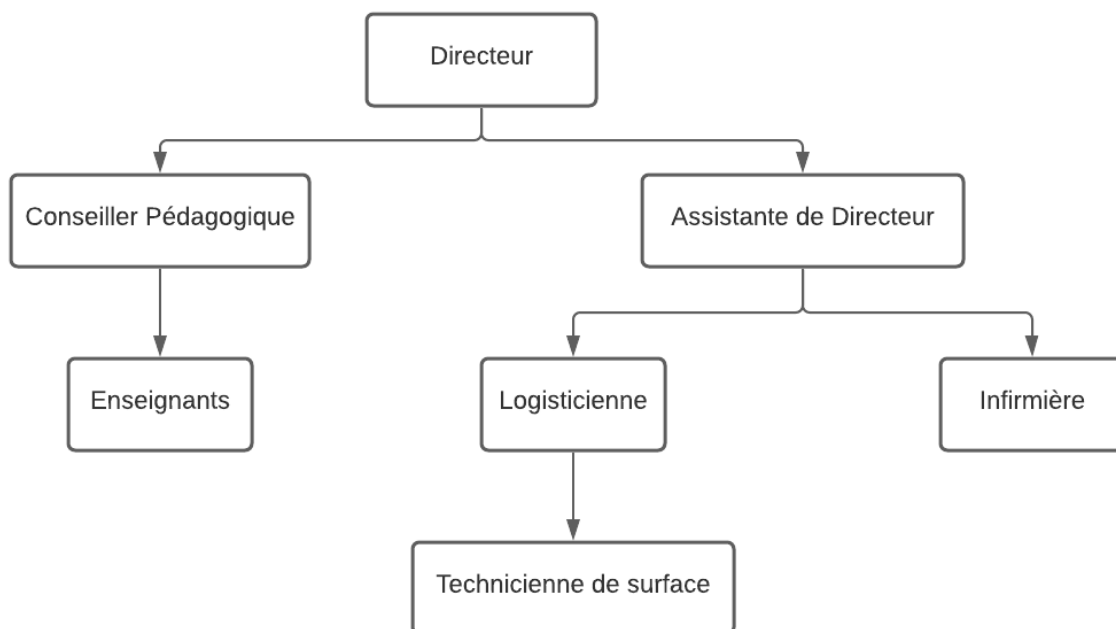 Directeur
Conseiller Pédagogique
Assistante de Directeur
Enseignants
Logisticienne
Infirmière
Technicienne de surface